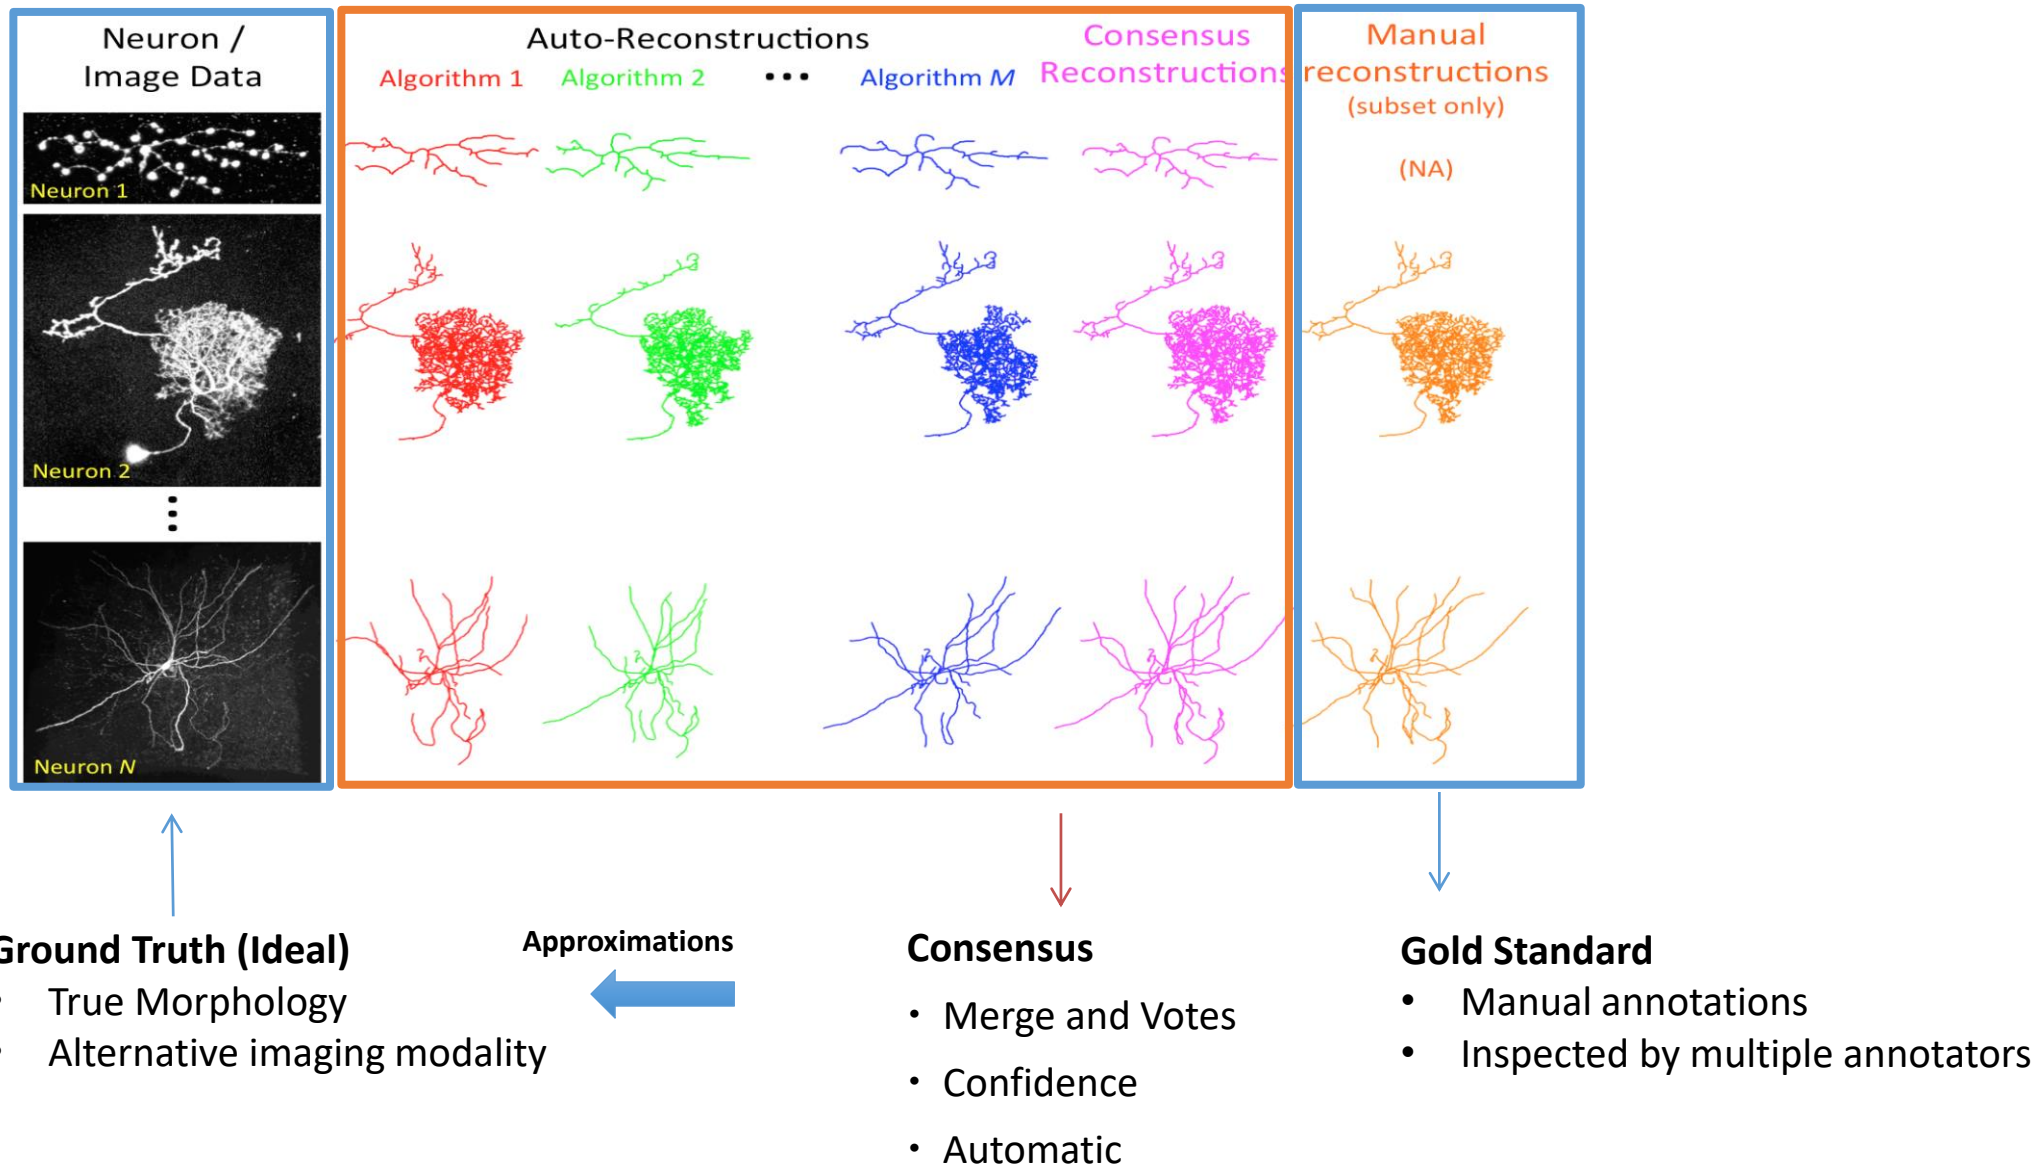 Neuron /
Image Data
Auto-Reconstructions
Algorithm 1
Algorithm 2
•••
Algorithm M
Consensus
Reconstructions
Manual
reconstructions
(subset only)
(NA)
Neuron 1
Neuron 2
Neuron N
Ground Truth (Ideal)
• True Morphology
• Alternative imaging modality
Approximations
Consensus
• Merge and Votes
• Confidence
• Automatic
Gold Standard
• Manual annotations
• Inspected by multiple annotators